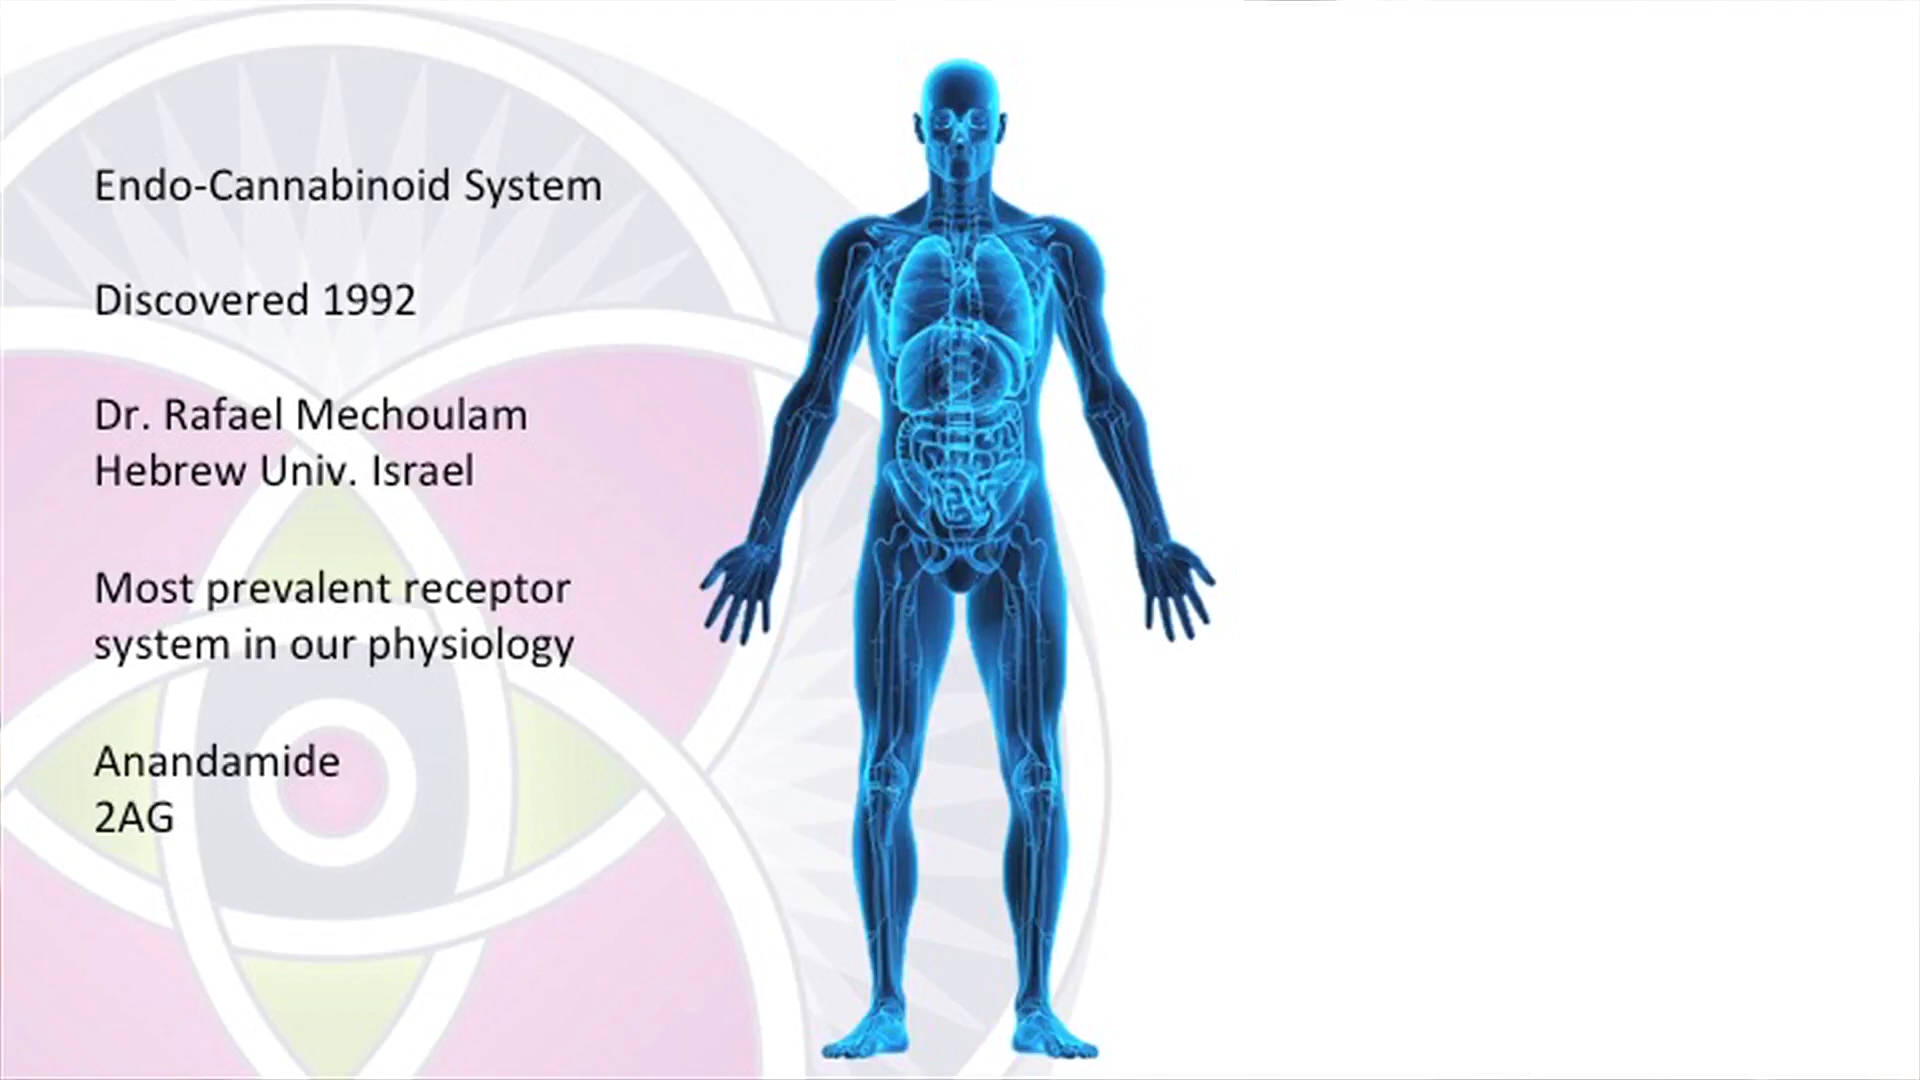 Endo-Cannabinoid System
Discovered 1992
Dr. Rafael Mechoulam
Hebrew Univ. Israel
Most prevalent receptor
system in our physiology
Anandamide
2AG